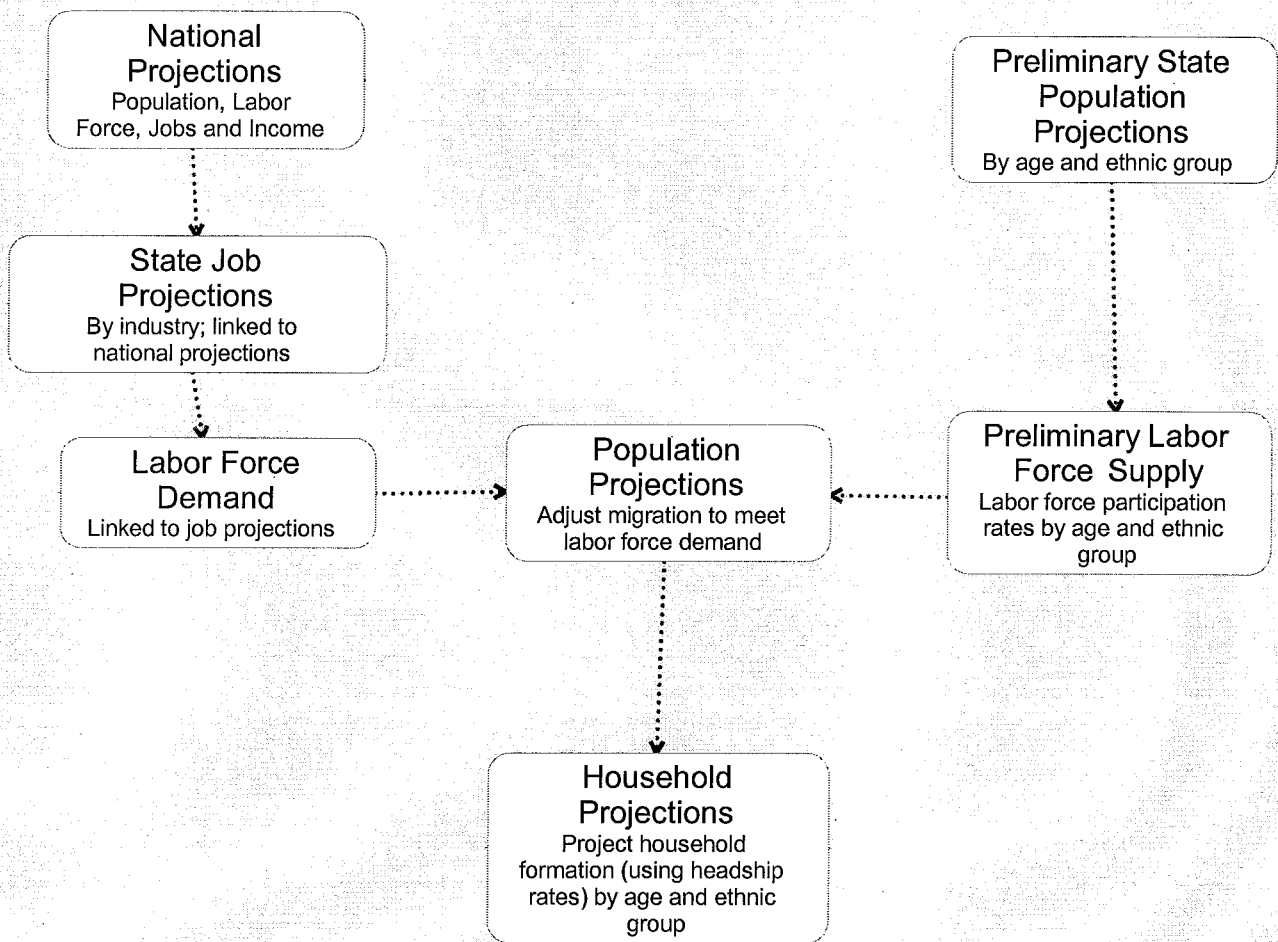 National
Projections
Population, Labor
Force, Jobs and Income
Preliminary State
Population
Projections
By age and ethnic group
State Job
Projections
By industry; linked to
national projections
Labor Force
Demand
Linked to job projections
Population
Projections
Adjust migration to meet
labor force demand
Preliminary Labor
Force Supply
Labor force participation
rates by age and ethnic
group
Household
Projections
Project household
formation (using headship
rates) by age and ethnic
group